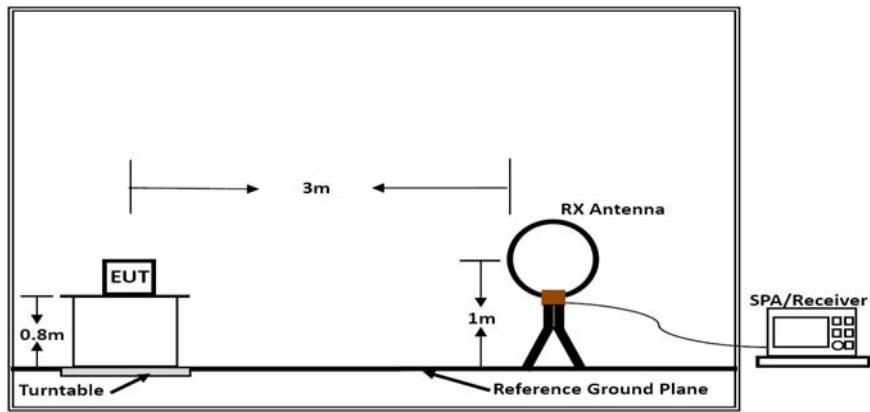 3m
RX Antenna
EUT
SPA/Receiver
0.8m
1m
Turntable
Reference Ground Plane